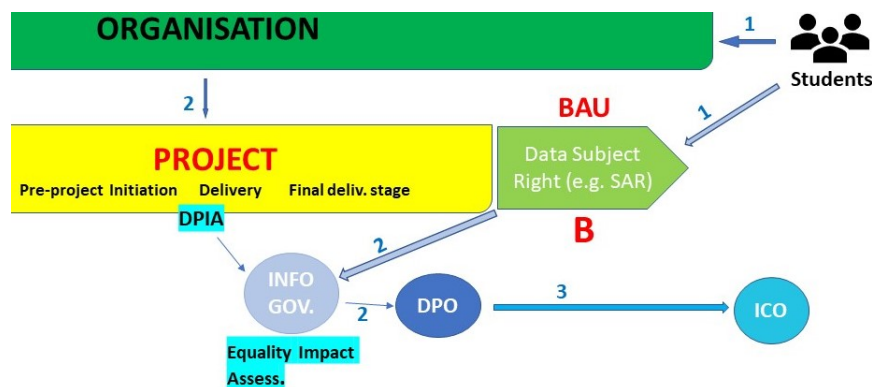 ORGANISATION
1
Students
2
1
BAU
PROJECT
Pre-project Initiation Delivery Final deliv. stage
DPIA
Data Subject
Right (e.g. SAR)
B
2
INFO
GOV.
2
DPO
3
ICO
Equality Impact
Assess.